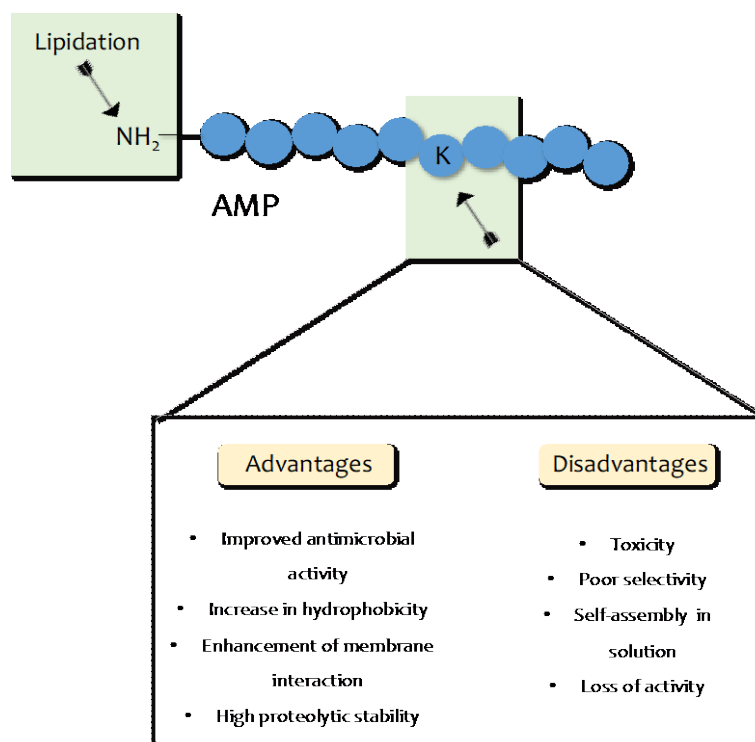 Lipidation
NH₂
K
AMP
Advantages
• Improved antimicrobial
activity
• Increase in hydrophobicity
• Enhancement of membrane
interaction
• High proteolytic stability
Disadvantages
• Toxicity
• Poor selectivity
• Self-assembly in
solution
• Loss of activity